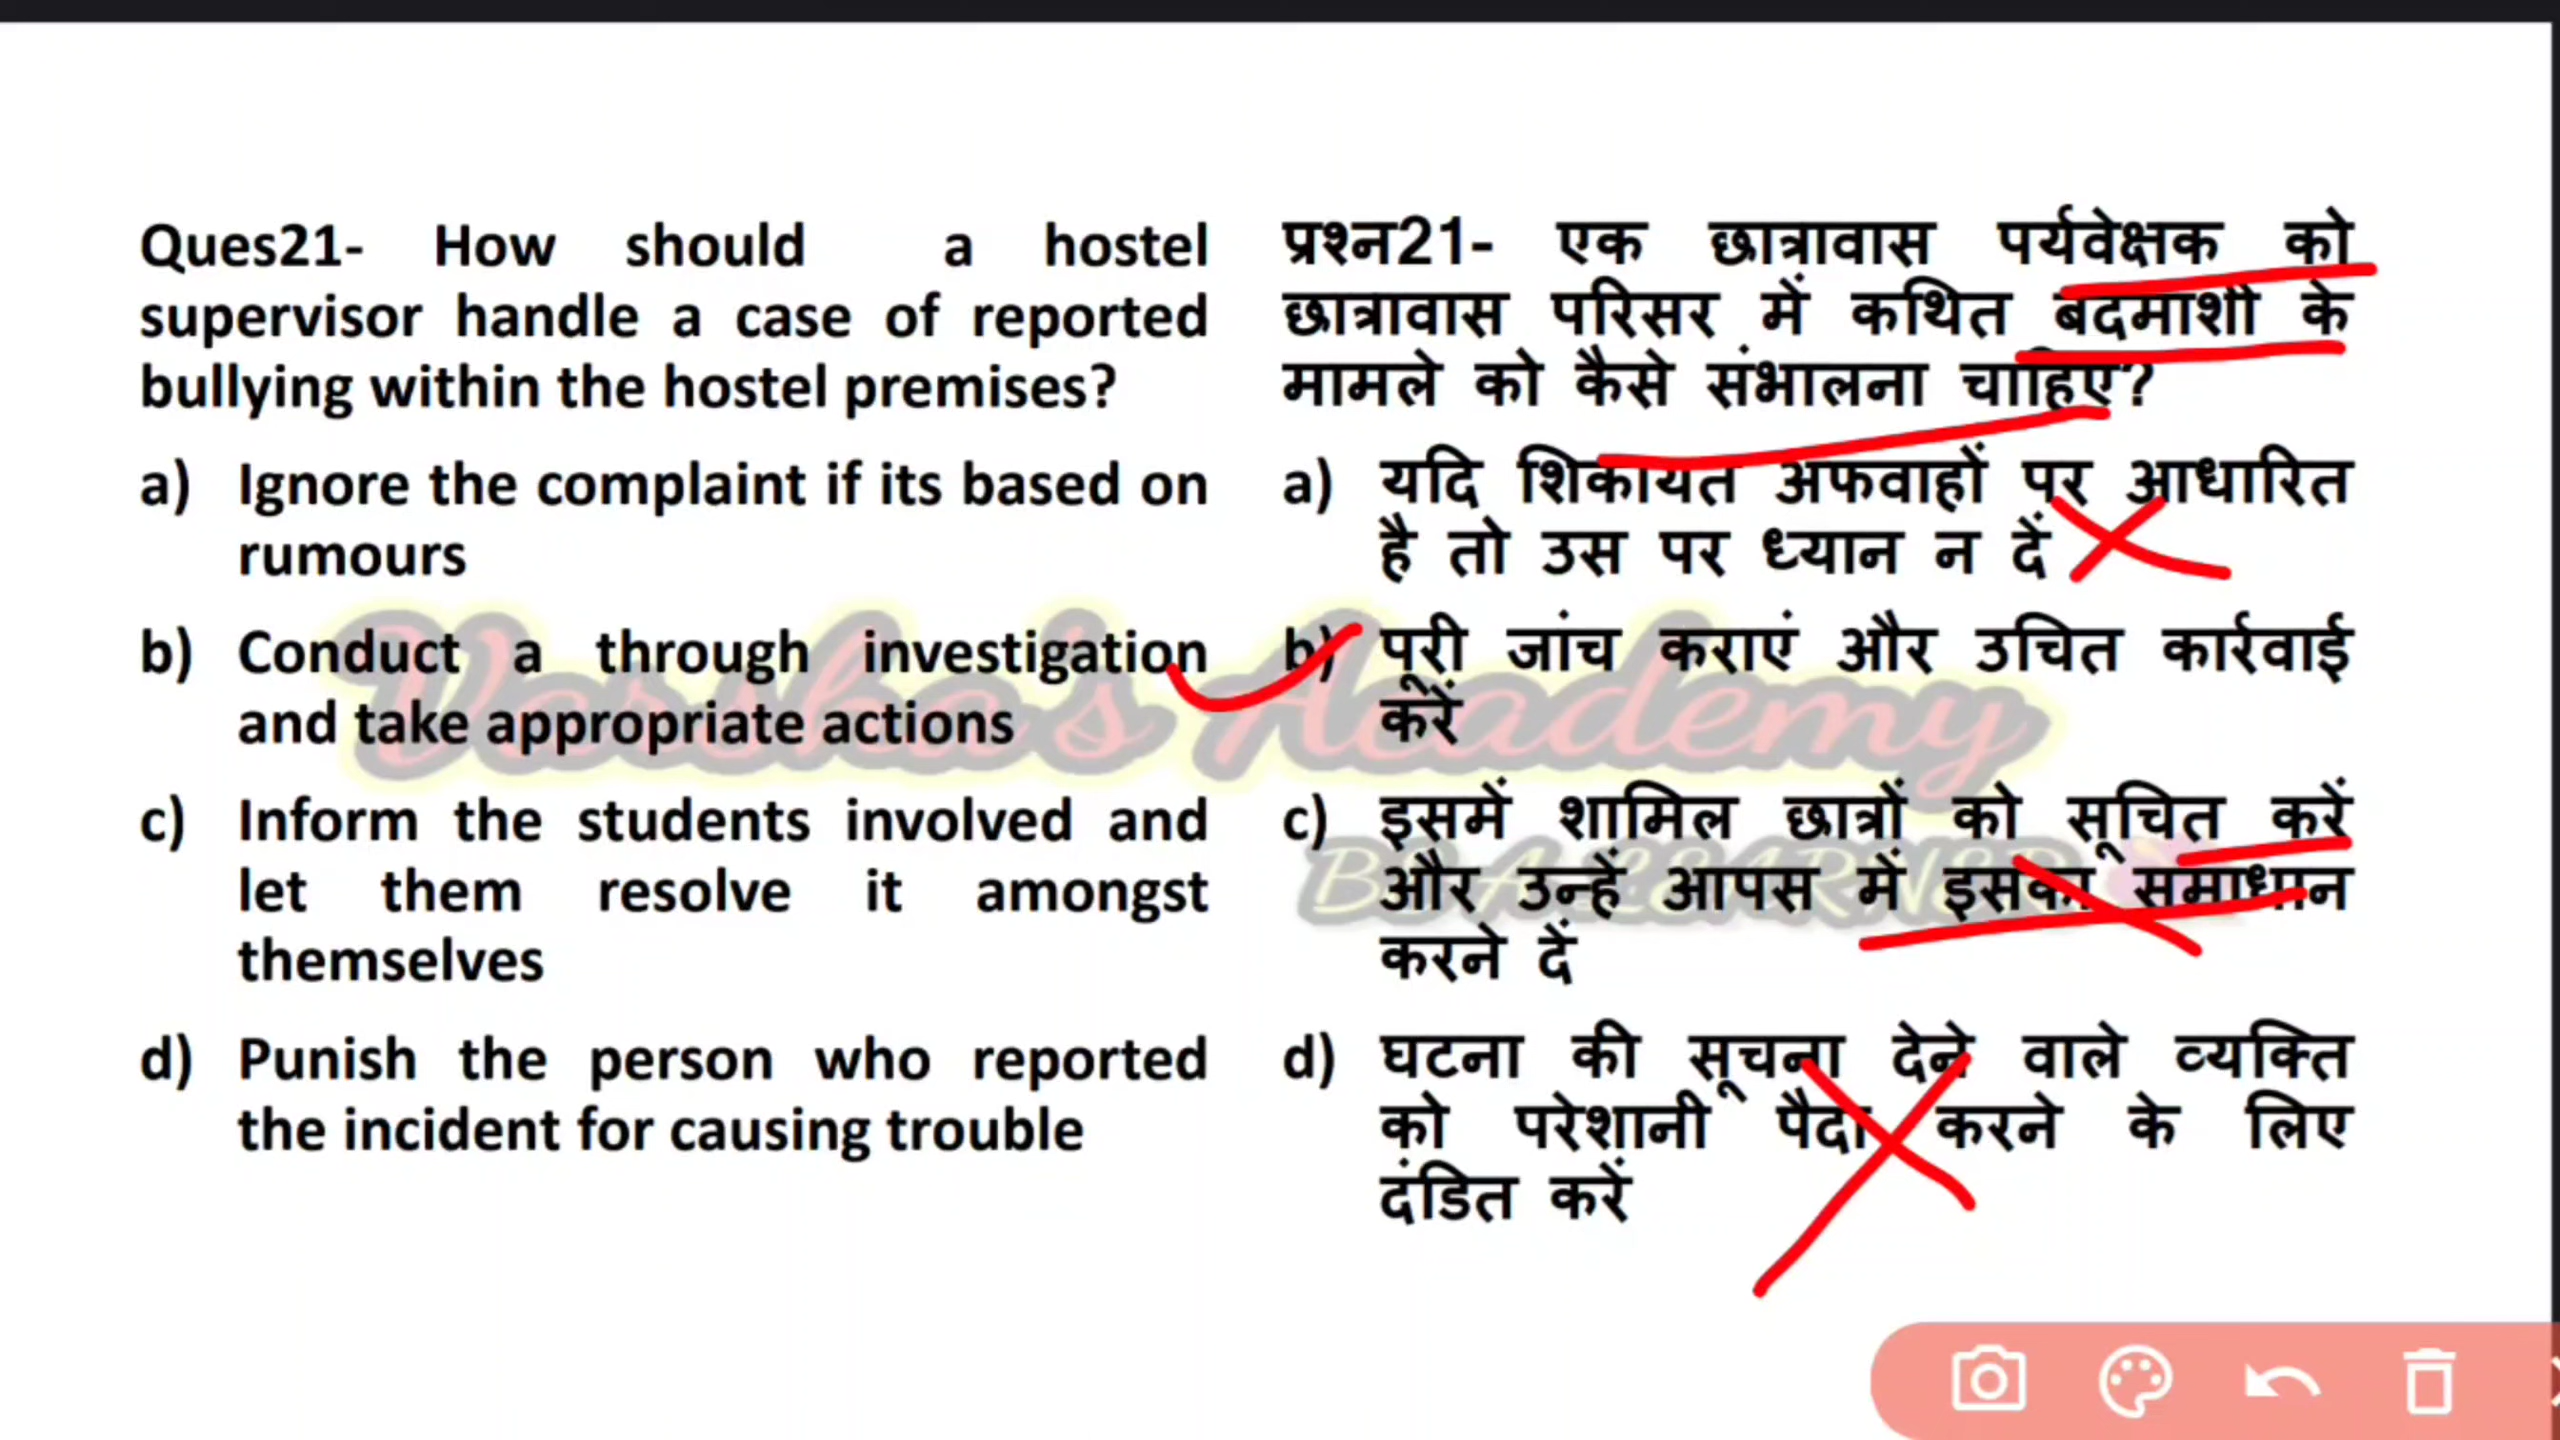 Ques21- How should a hostel
supervisor handle a case of reported
bullying within the hostel premises?
a) Ignore the complaint if its based on
rumours
b) Conduct a through investigation
and take appropriate actions
c) Inform the students involved and
let them resolve it amongst
themselves
d) Punish the person who reported
the incident for causing trouble
प्रश्न21- एक छात्रावास पर्यवेक्षक को
छात्रावास परिसर में कथित बदमाशी के
मामले को कैसे संभालना चाहिए?
a) यदि शिकायत अफवाहों पर आधारित
है तो उस पर ध्यान न दें
b) पूरी जांच कराएं और उचित कार्रवाई
करें
c) इसमें शामिल छात्रों को सूचित करें
और उन्हें आपस में इसका समाधान
करने दें
d) घटना की सूचना देने वाले व्यक्ति
को परेशानी पैदा करने के लिए
दंडित करें
Varsha's Academy
BE A LEARNER